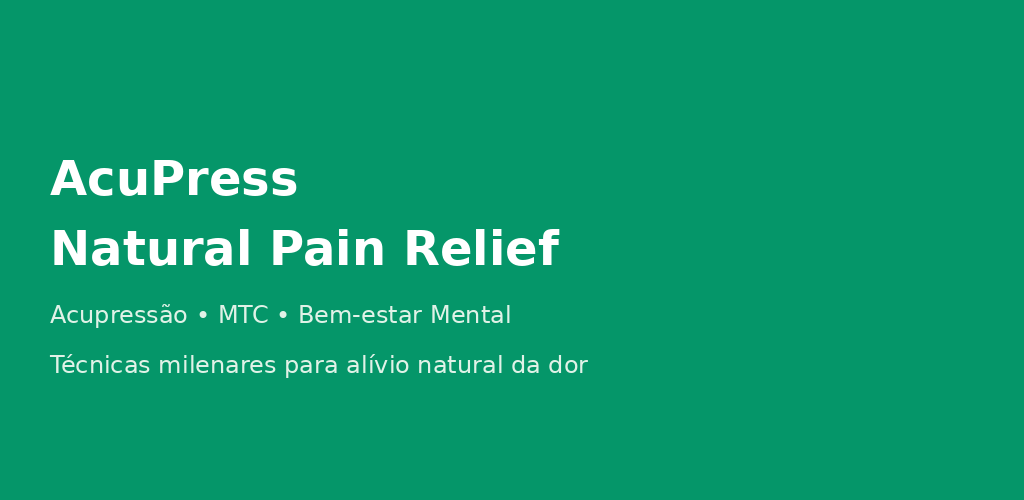 AcuPress
Natural Pain Relief
Acupressão • MTC • Bem-estar Mental
Técnicas milenares para alívio natural da dor